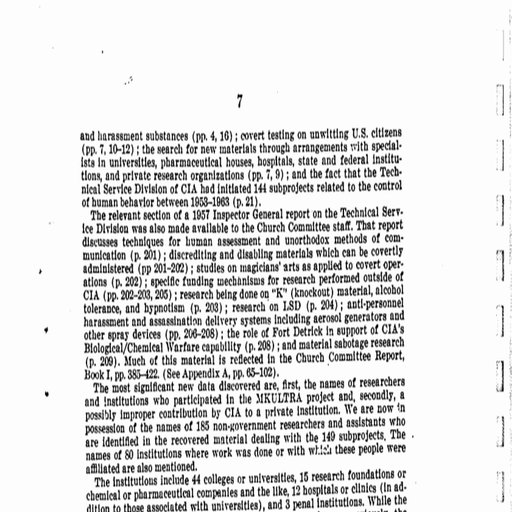 7
and harassment substances (pp. 4, 16) ; covert testing on unwitting U.S. citizens
(pp. 7, 10–12) ; the search for new materials through arrangements with special-
ists in universities, pharmaceutical houses, hospitals, state and federal institu-
tions, and private research organizations (pp. 7, 9) ; and the fact that the Tech-
nical Service Division of CIA had initiated 144 subprojects related to the control
of human behavior between 1953–1963 (p. 21).
The relevant section of a 1957 Inspector General report on the Technical Serv-
ice Division was also made available to the Church Committee staff. That report
discusses techniques for human assessment and unorthodox methods of com-
munication (p. 201) ; discrediting and disabling materials which can be covertly
administered (pp 201–202) ; studies on magicians' arts as applied to covert oper-
ations (p. 202) ; specific funding mechanisms for research performed outside of
CIA (pp. 202–203, 205) ; research being done on "K" (knockout) material, alcohol
tolerance, and hypnotism (p. 203) ; research on LSD (p. 204) ; anti-personnel
harassment and assassination delivery systems including aerosol generators and
other spray devices (pp. 206–208) ; the role of Fort Detrick in support of CIA's
Biological/Chemical Warfare capability (p. 208) ; and material sabotage research
(p. 209). Much of this material is reflected in the Church Committee Report,
Book I, pp. 385–422. (See Appendix A, pp. 65–102).
The most significant new data discovered are, first, the names of researchers
and institutions who participated in the MKULTRA project and, secondly, a
possibly improper contribution by CIA to a private institution. We are now in
possession of the names of 185 non-government researchers and assistants who
are identified in the recovered material dealing with the 149 subprojects. The
names of 80 institutions where work was done or with which these people were
affiliated are also mentioned.
The institutions include 44 colleges or universities, 15 research foundations or
chemical or pharmaceutical companies and the like, 12 hospitals or clinics (in ad-
dition to those associated with universities), and 3 penal institutions. While the